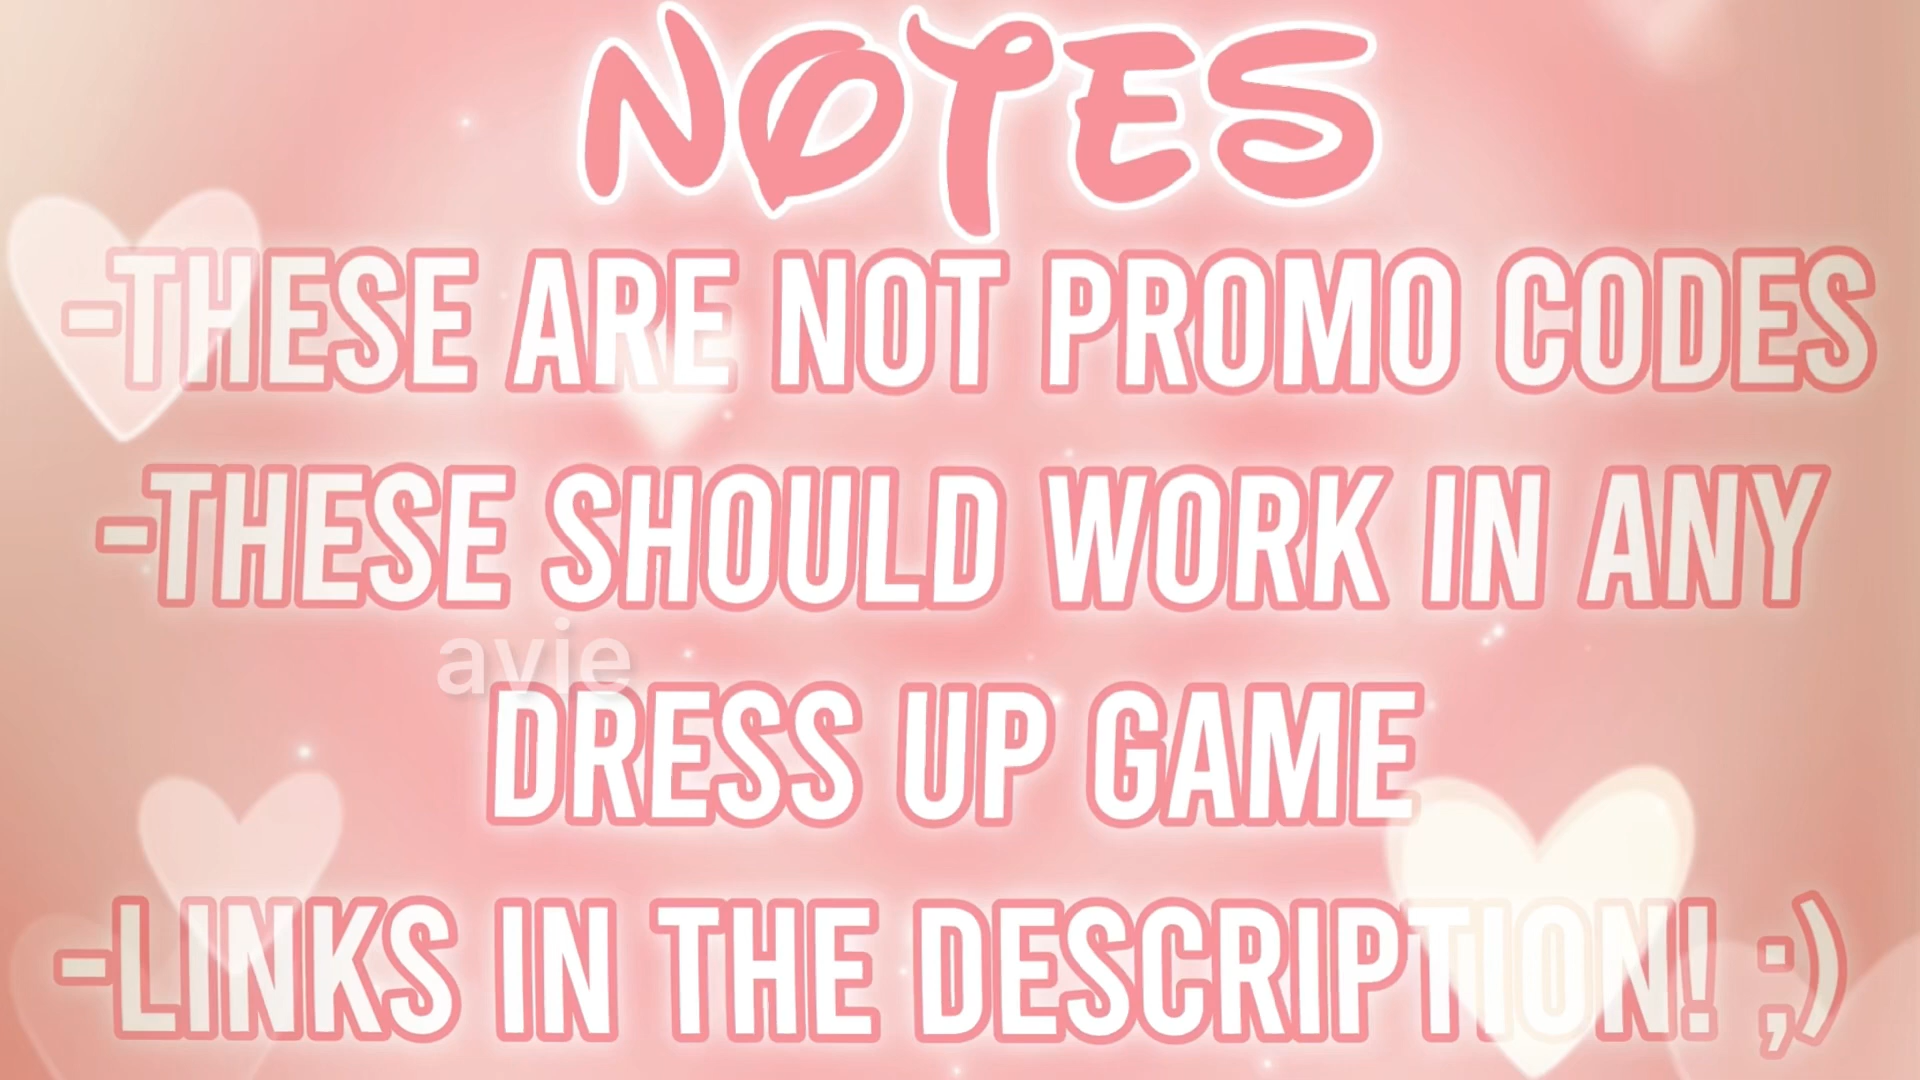 NOTES
-THESE ARE NOT PROMO CODES
-THESE SHOULD WORK IN ANY
avie
DRESS UP GAME
-LINKS IN THE DESCRIPTION! ;)